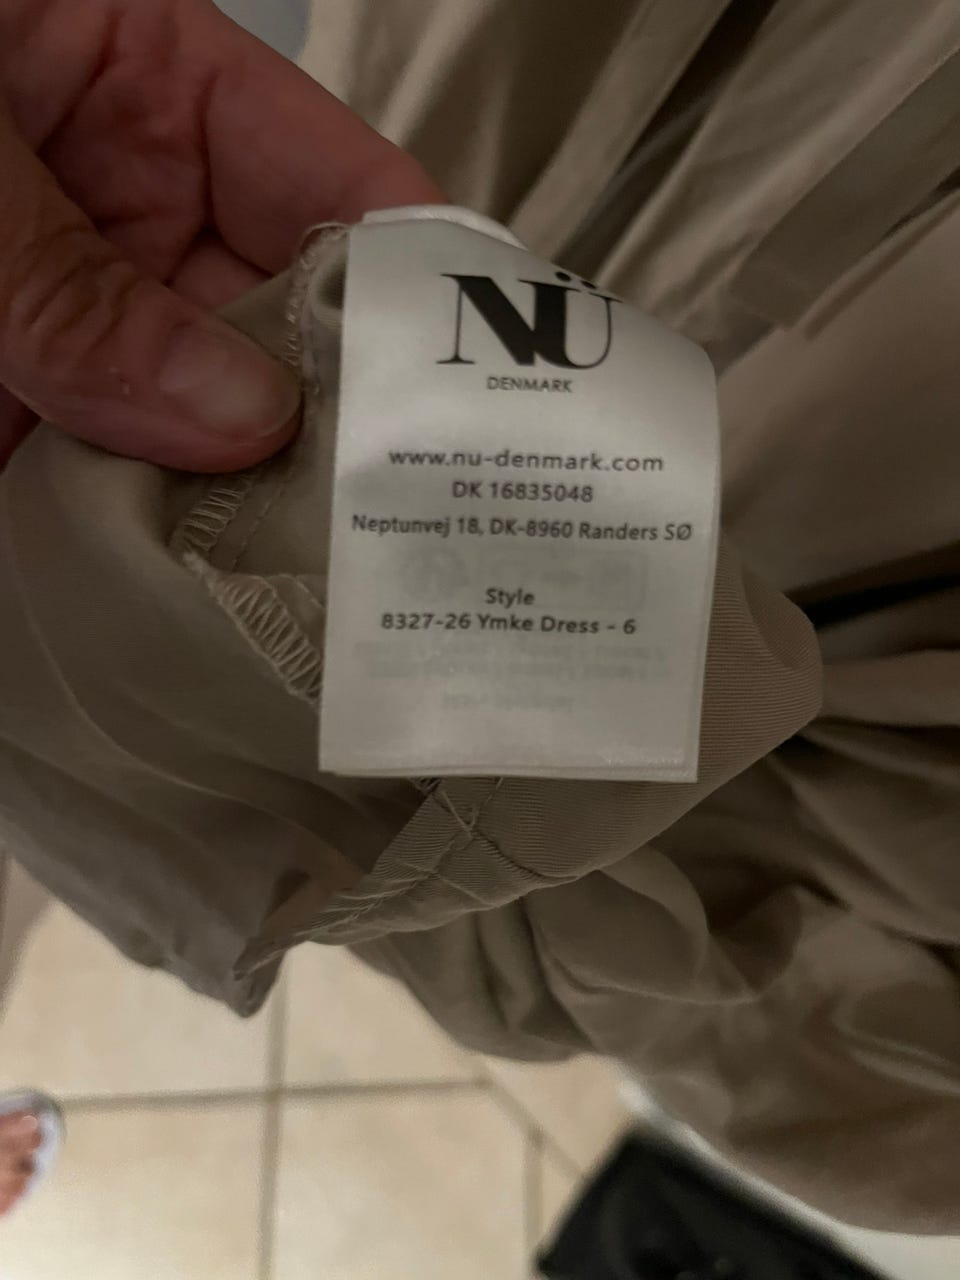 NÜ
DENMARK
www.nu-denmark.com
DK 16835048
Neptunvej 18, DK-8960 Randers SØ
Style
8327-26 Ymke Dress - 6